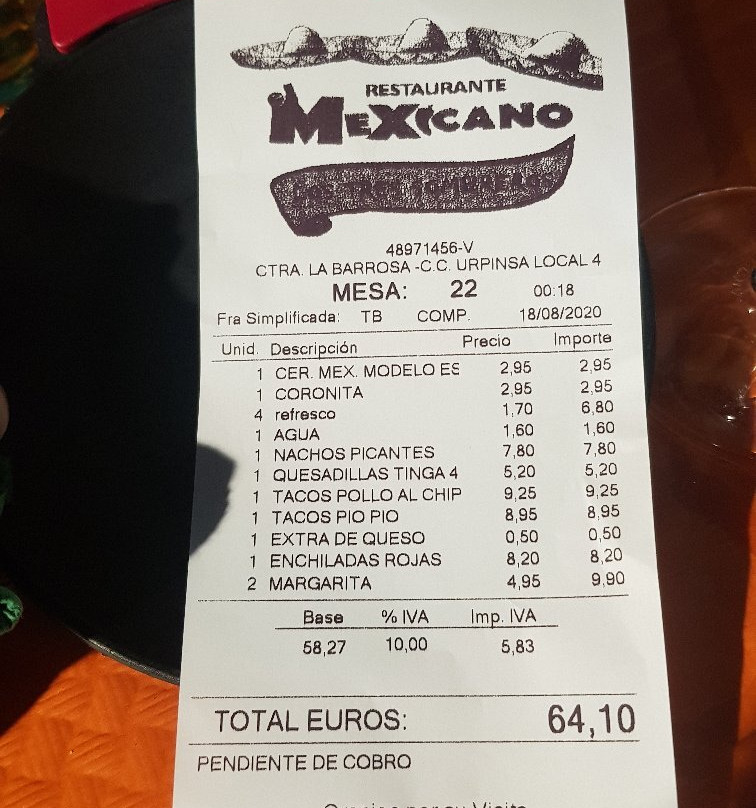 RESTAURANTE
MEXICANO
LOS TRES SOMBREROS
48971456-V
CTRA. LA BARROSA -C.C. URPINSA LOCAL 4
MESA: 22 00:18
Fra Simplificada: TB COMP. 18/08/2020
Unid. Descripción Precio Importe
1 CER. MEX. MODELO ES 2,95 2,95
1 CORONITA 2,95 2,95
4 refresco 1,70 6,80
1 AGUA 1,60 1,60
1 NACHOS PICANTES 7,80 7,80
1 QUESADILLAS TINGA 4 5,20 5,20
1 TACOS POLLO AL CHIP 9,25 9,25
1 TACOS PIO PIO 8,95 8,95
1 EXTRA DE QUESO 0,50 0,50
1 ENCHILADAS ROJAS 8,20 8,20
2 MARGARITA 4,95 9,90
Base % IVA Imp. IVA
58,27 10,00 5,83
TOTAL EUROS: 64,10
PENDIENTE DE COBRO